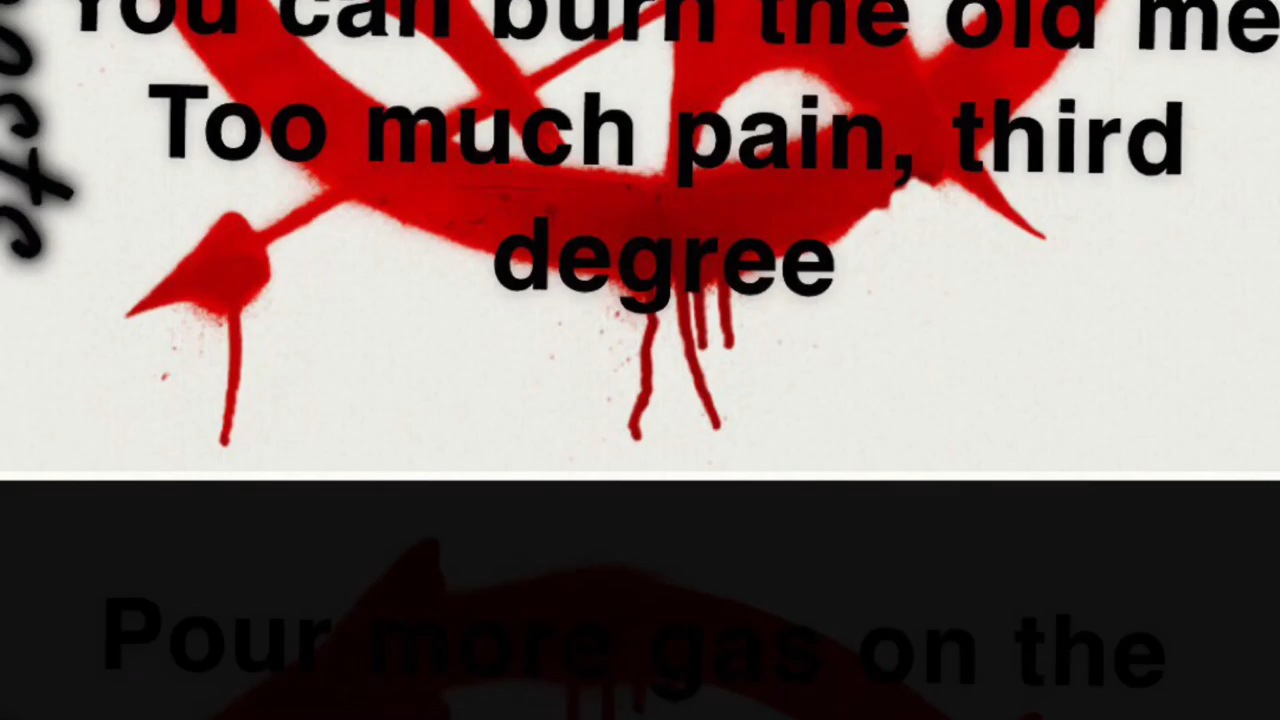 You can burn the old me
Too much pain, third
degree
Pour more gas on the